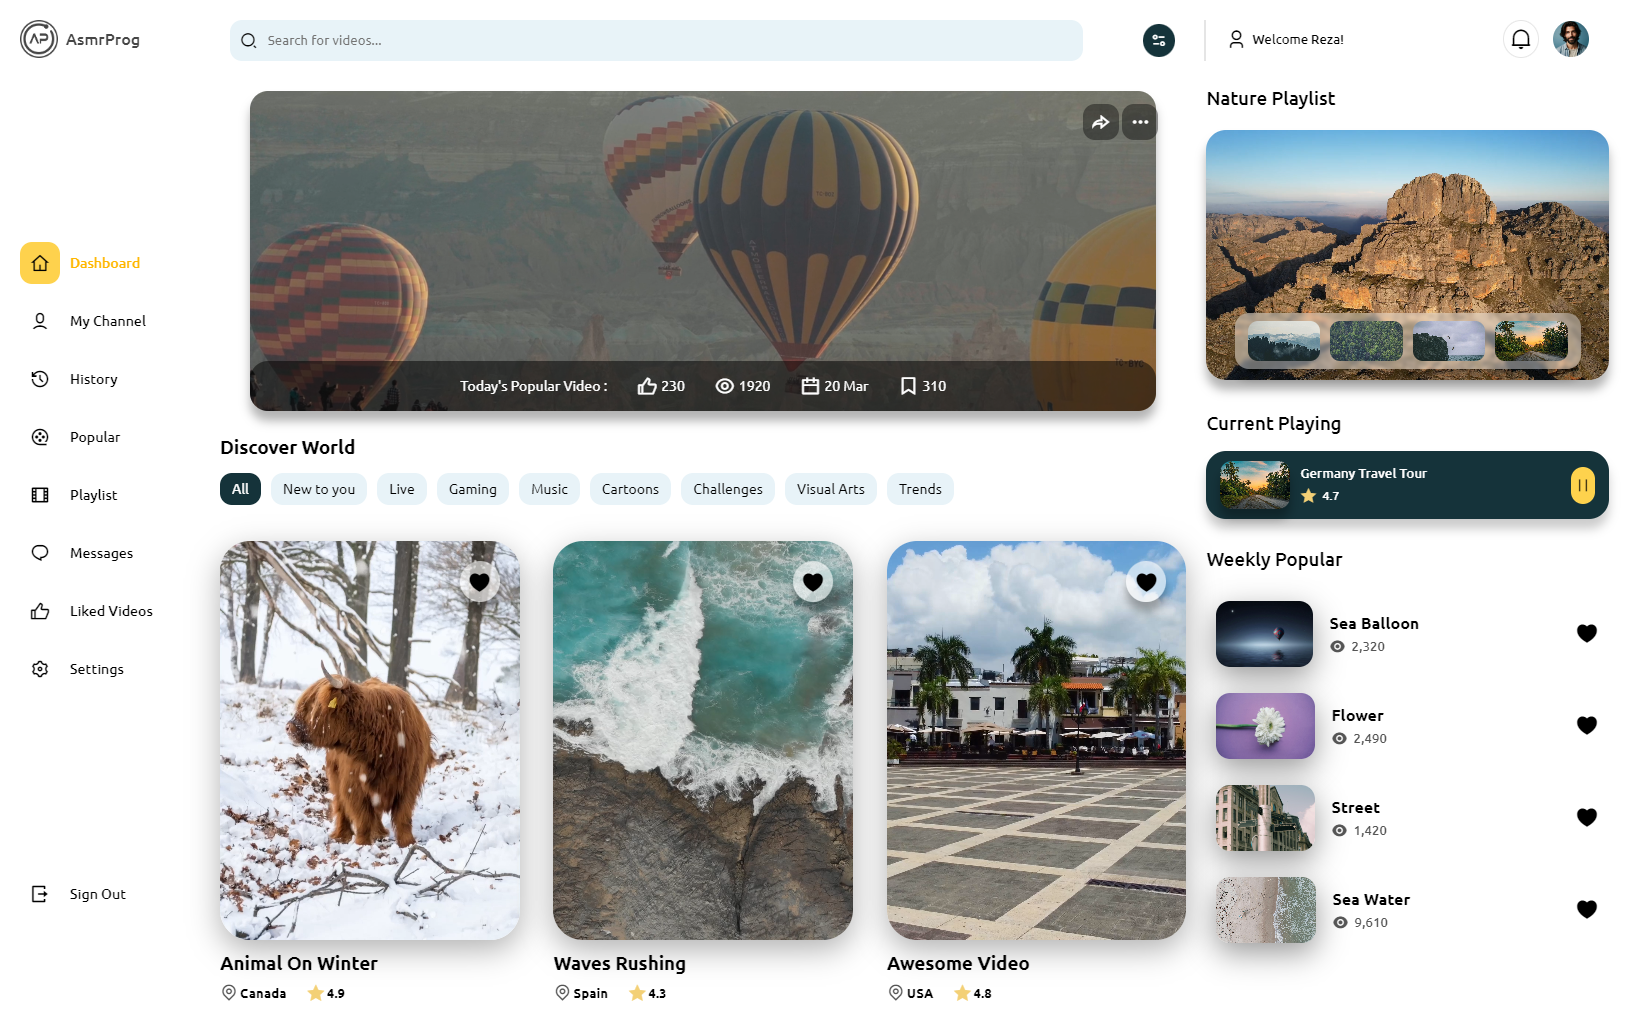 AP AsmrProg
Search for videos...
Welcome Reza!
Dashboard
My Channel
History
Popular
Playlist
Messages
Liked Videos
Settings
Sign Out
Today's Popular Video : 230 1920 20 Mar 310
Discover World
All New to you Live Gaming Music Cartoons Challenges Visual Arts Trends
Animal On Winter
Canada 4.9
Waves Rushing
Spain 4.3
Awesome Video
USA 4.8
Nature Playlist
Current Playing
Germany Travel Tour
4.7
Weekly Popular
Sea Balloon
2,320
Flower
2,490
Street
1,420
Sea Water
9,610